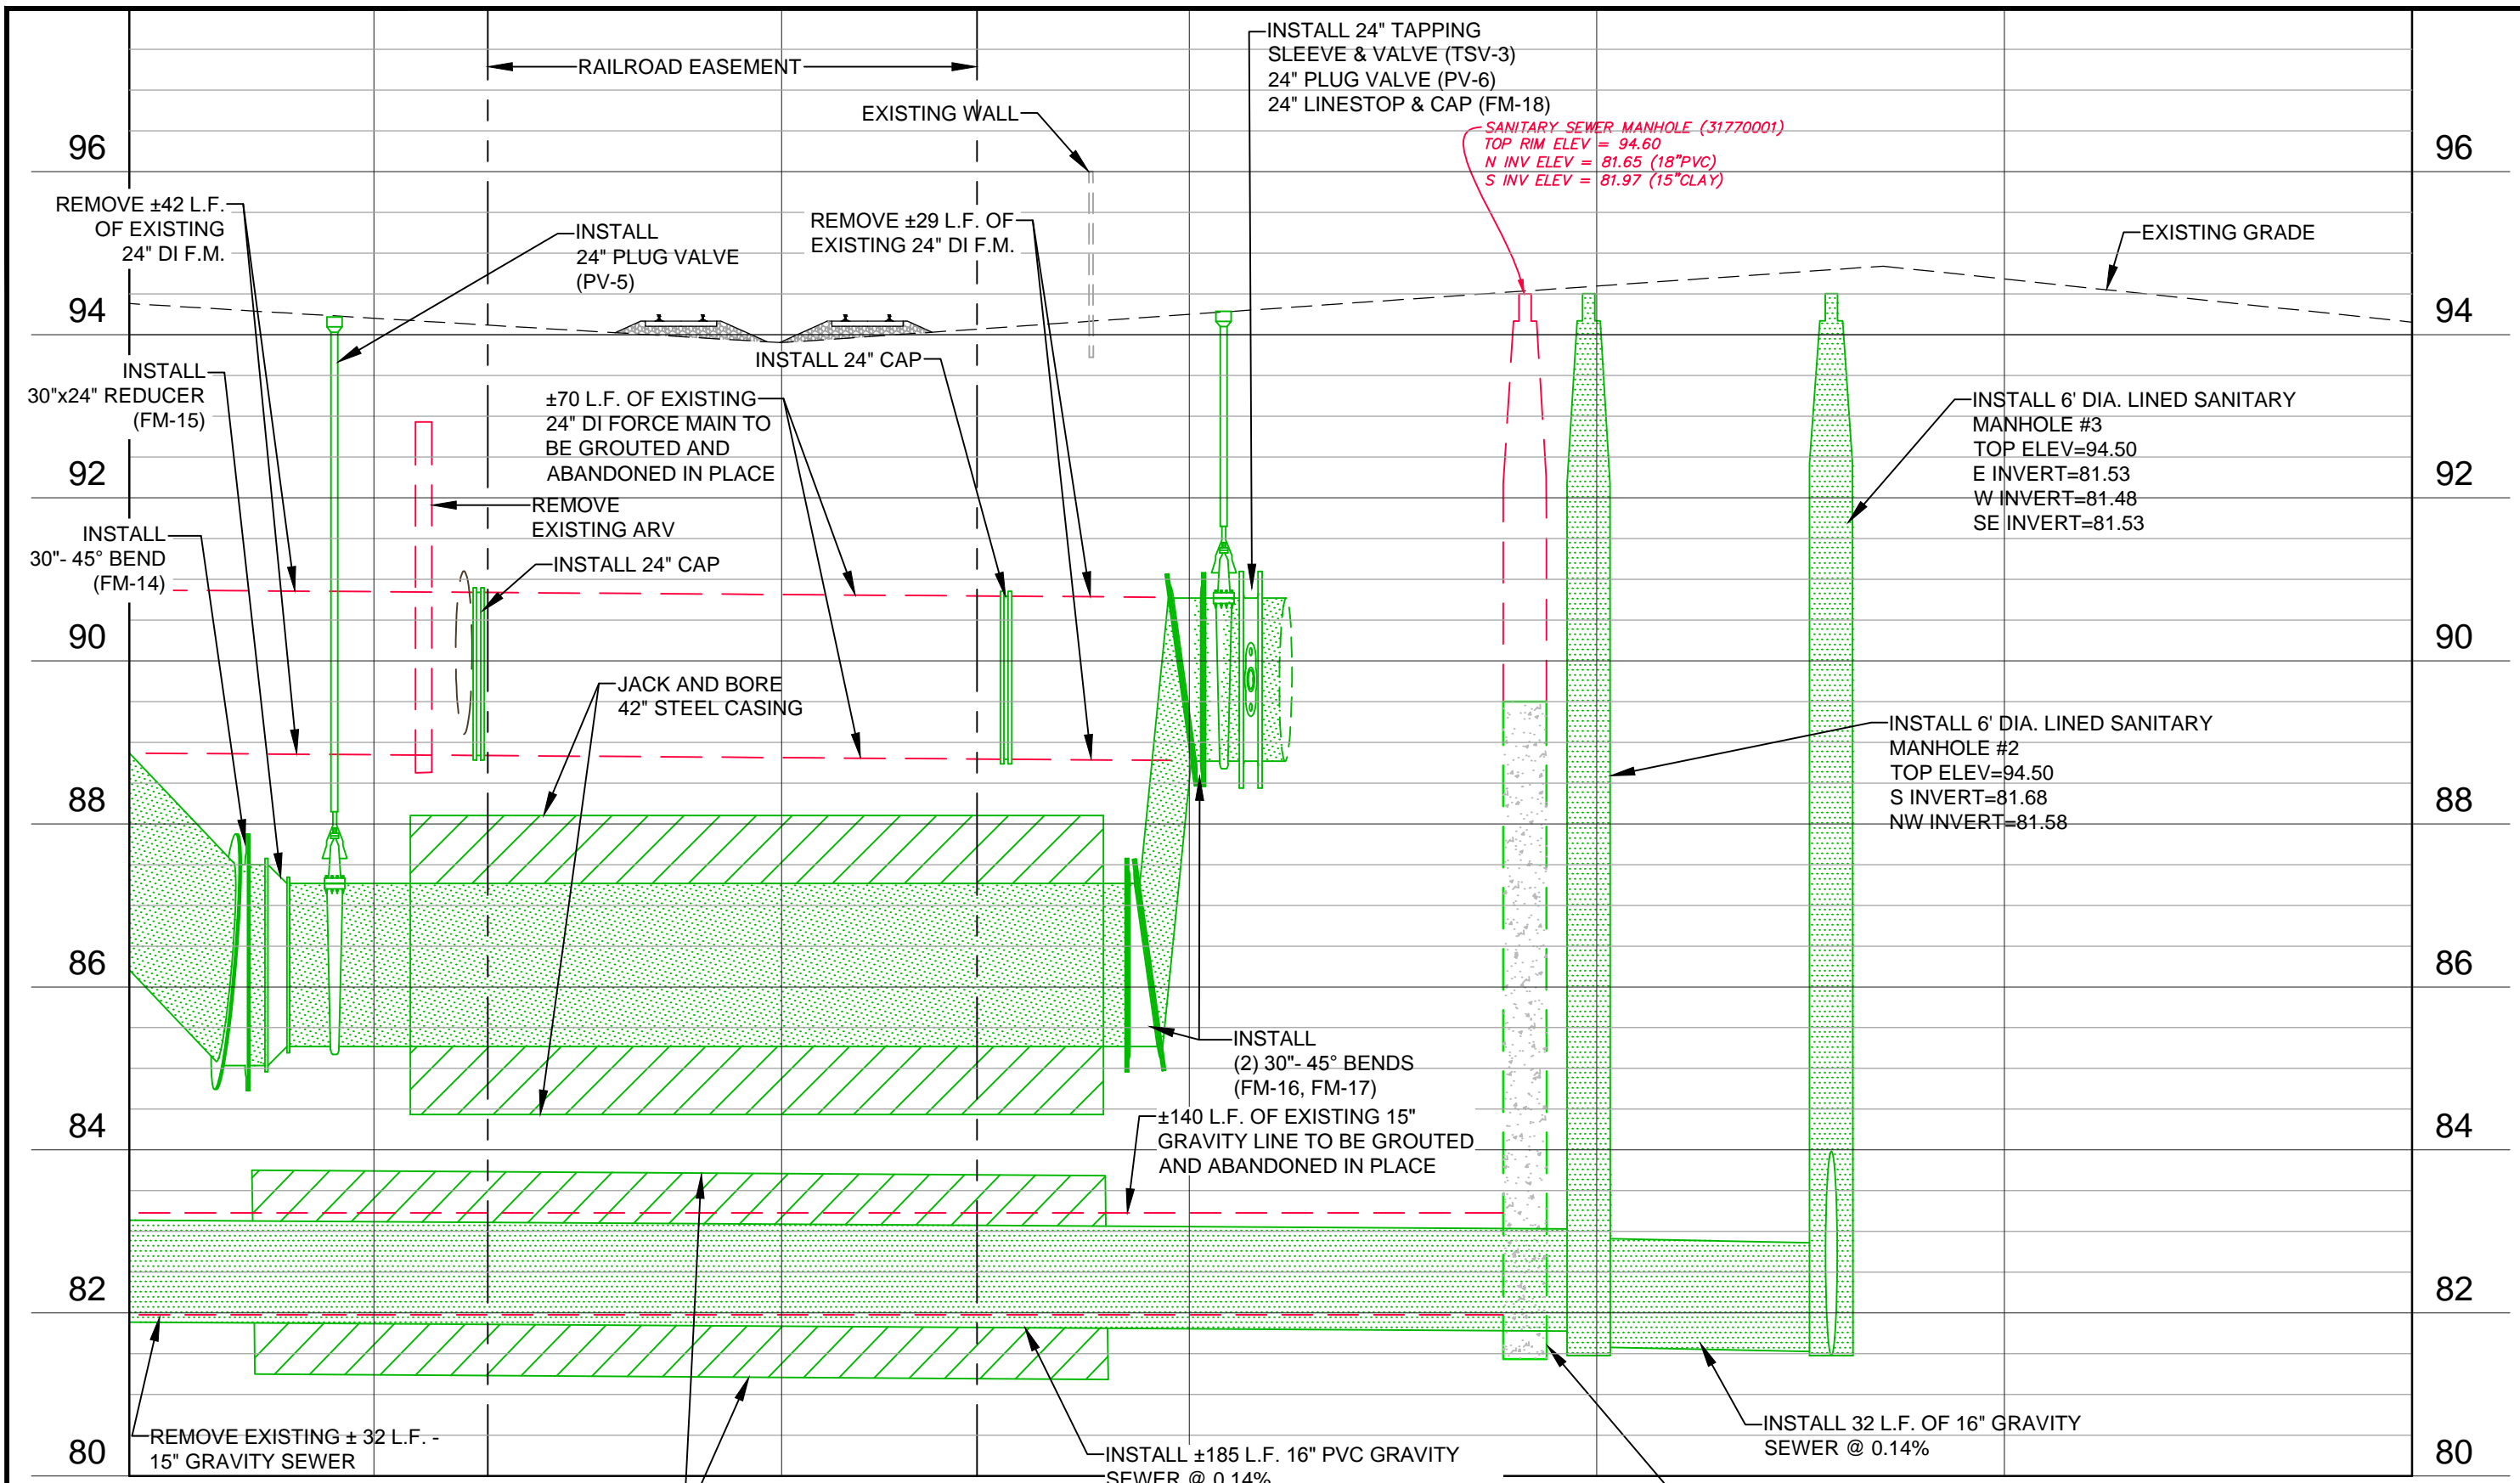 INSTALL 24" TAPPING
SLEEVE & VALVE (TSV-3)
24" PLUG VALVE (PV-6)
24" LINESTOP & CAP (FM-18)
RAILROAD EASEMENT
EXISTING WALL
SANITARY SEWER MANHOLE (31770001)
TOP RIM ELEV = 94.60
N INV ELEV = 81.65 (18"PVC)
S INV ELEV = 81.97 (15"CLAY)
96
96
REMOVE ±42 L.F.
OF EXISTING
24" DI F.M.
INSTALL
24" PLUG VALVE
(PV-5)
REMOVE ±29 L.F. OF
EXISTING 24" DI F.M.
EXISTING GRADE
94
94
INSTALL
30"x24" REDUCER
(FM-15)
INSTALL 24" CAP
±70 L.F. OF EXISTING
24" DI FORCE MAIN TO
BE GROUTED AND
ABANDONED IN PLACE
INSTALL 6' DIA. LINED SANITARY
MANHOLE #3
TOP ELEV=94.50
E INVERT=81.53
W INVERT=81.48
SE INVERT=81.53
92
92
REMOVE
EXISTING ARV
INSTALL
30"- 45° BEND
(FM-14)
INSTALL 24" CAP
90
90
JACK AND BORE
42" STEEL CASING
INSTALL 6' DIA. LINED SANITARY
MANHOLE #2
TOP ELEV=94.50
S INVERT=81.68
NW INVERT=81.58
88
88
86
86
INSTALL
(2) 30"- 45° BENDS
(FM-16, FM-17)
84
84
±140 L.F. OF EXISTING 15"
GRAVITY LINE TO BE GROUTED
AND ABANDONED IN PLACE
82
82
REMOVE EXISTING ± 32 L.F. -
15" GRAVITY SEWER
INSTALL ±185 L.F. 16" PVC GRAVITY
SEWER @ 0.14%
INSTALL 32 L.F. OF 16" GRAVITY
SEWER @ 0.14%
80
80